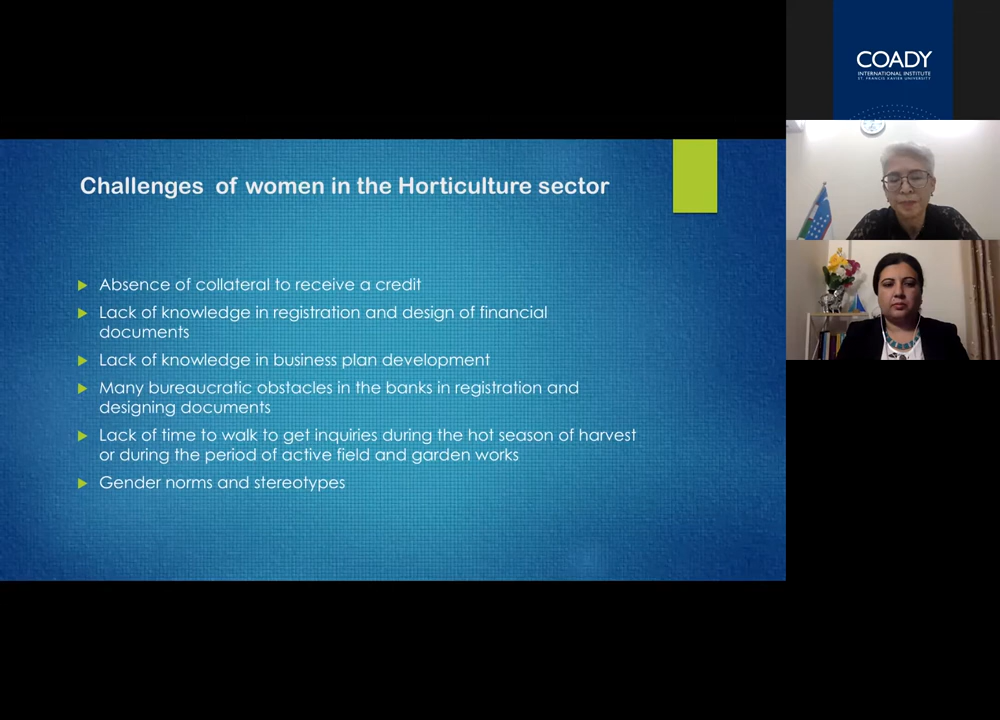 COADY
INTERNATIONAL INSTITUTE
ST. FRANCIS XAVIER UNIVERSITY
Challenges of women in the Horticulture sector
Absence of collateral to receive a credit
Lack of knowledge in registration and design of financial
documents
Lack of knowledge in business plan development
Many bureaucratic obstacles in the banks in registration and
designing documents
Lack of time to walk to get inquiries during the hot season of harvest
or during the period of active field and garden works
Gender norms and stereotypes